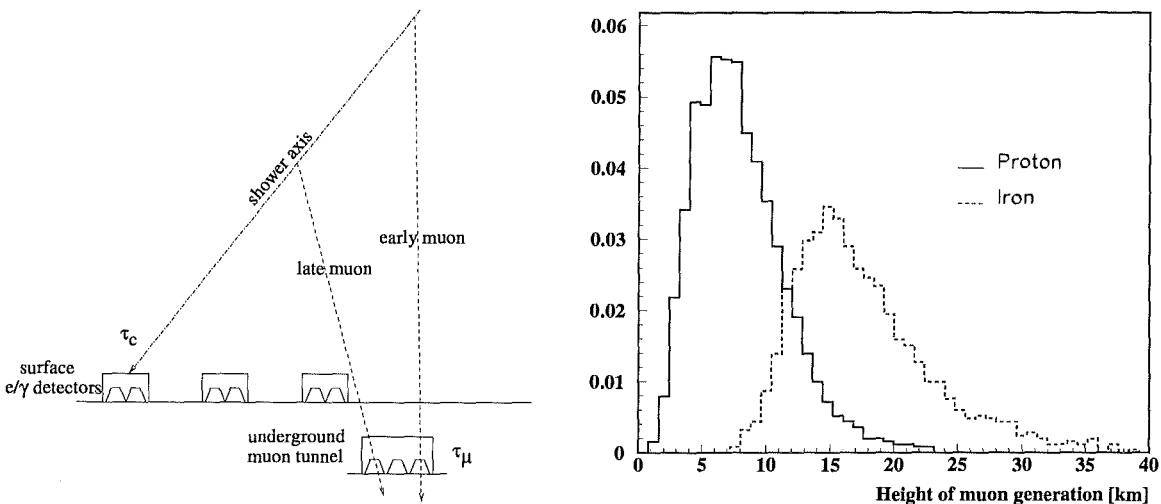 shower axis
early muon
late muon
τc
surface
e/γ detectors
underground
muon tunnel
τμ
0.06
0.05
0.04
0.03
0.02
0.01
0
Proton
Iron
0 5 10 15 20 25 30 35 40
Height of muon generation [km]